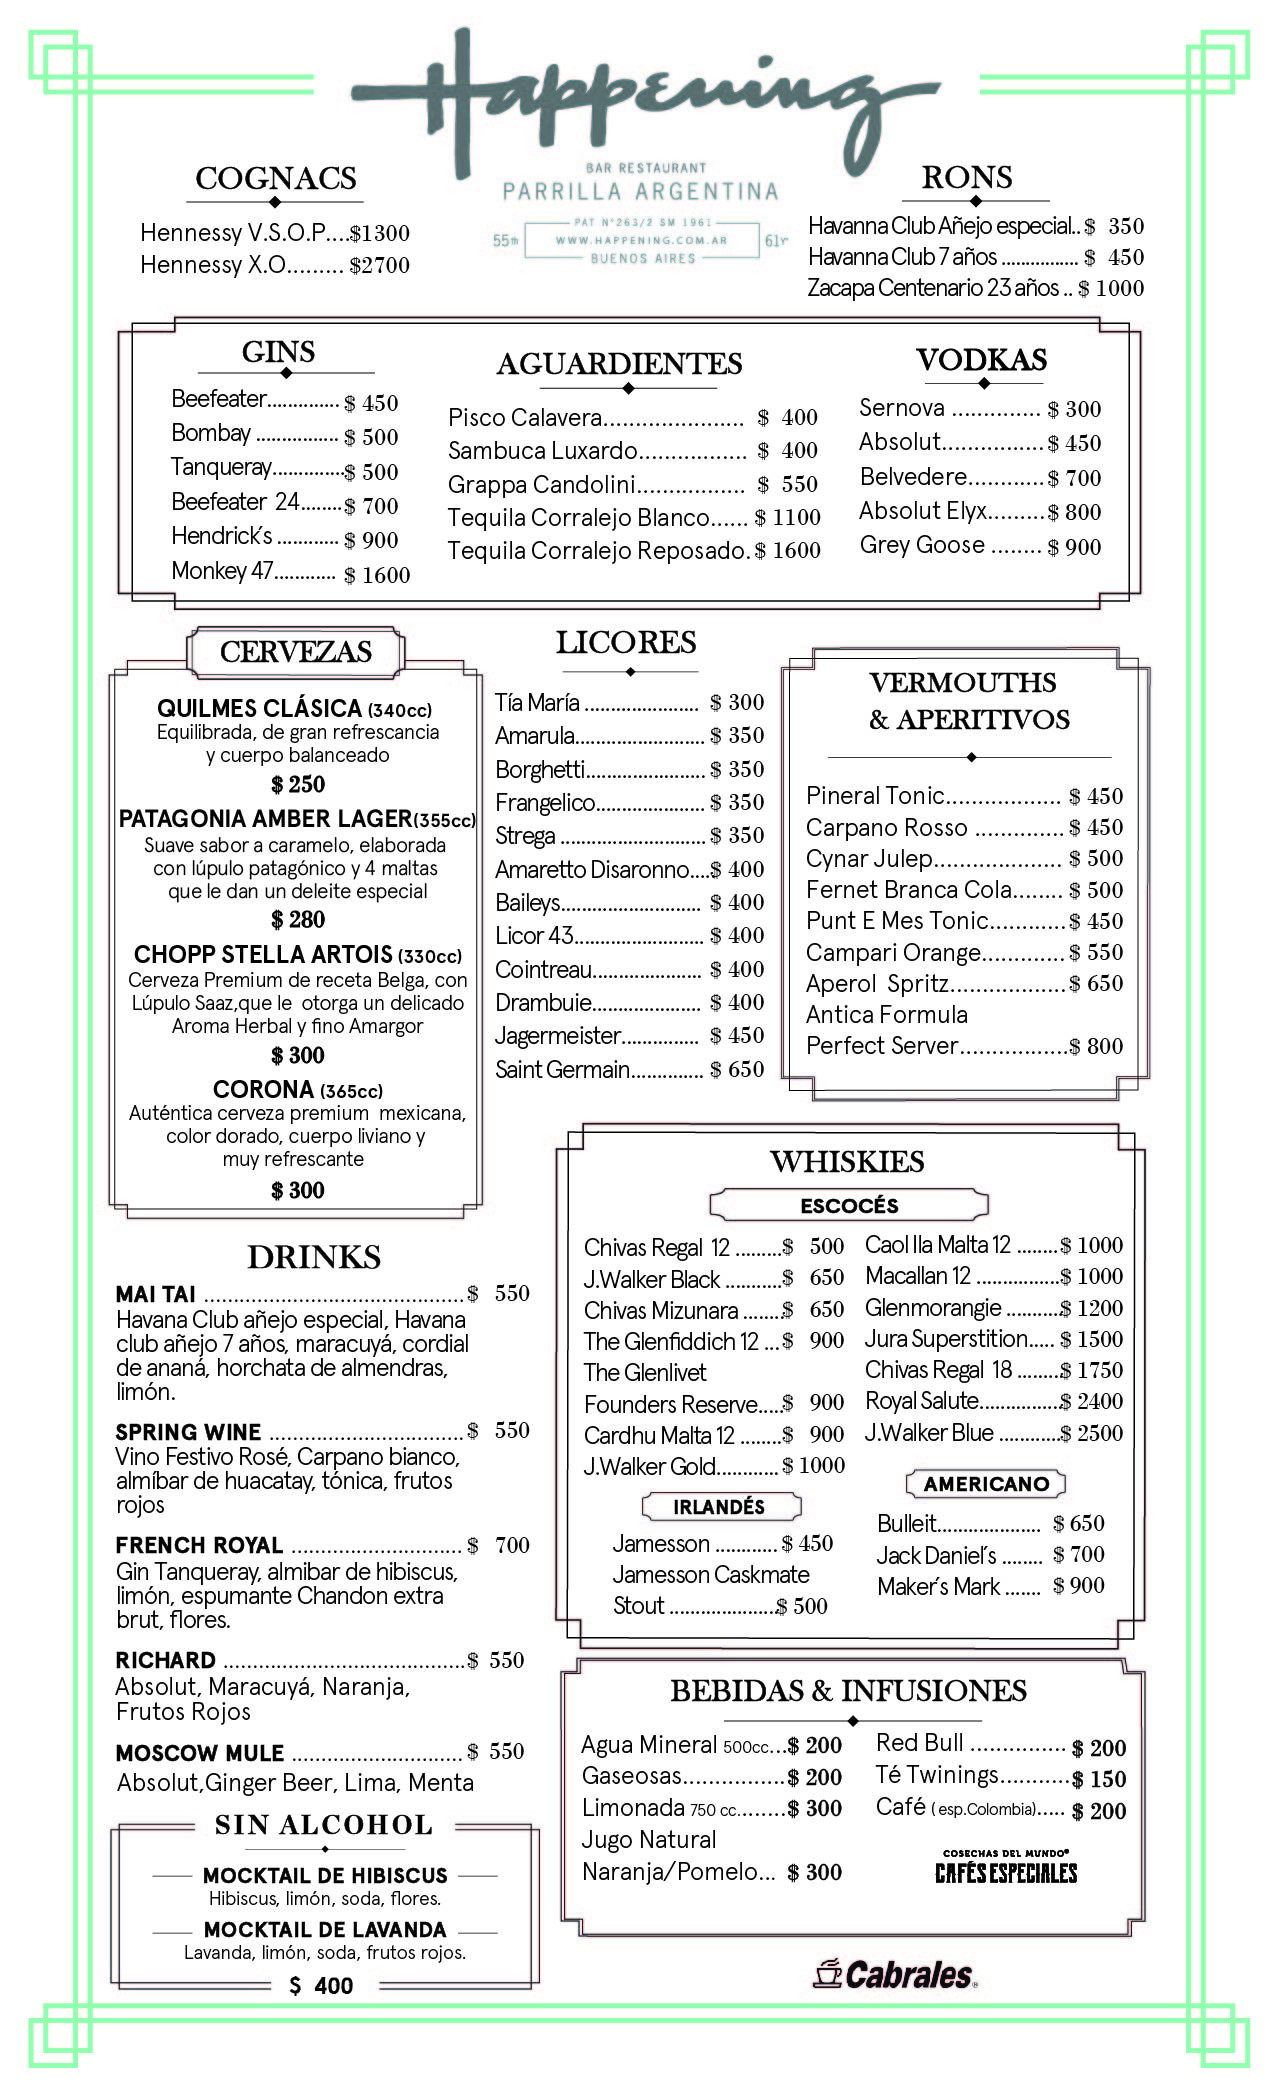 Happening
BAR RESTAURANT
PARRILLA ARGENTINA
PAT N°263/2 SM 1961
55th WWW.HAPPENING.COM.AR 61yr
BUENOS AIRES
COGNACS
Hennessy V.S.O.P....$1300
Hennessy X.O......... $2700
RONS
Havanna Club Añejo especial.. $ 350
Havanna Club 7 años ............... $ 450
Zacapa Centenario 23 años .. $ 1000
GINS
Beefeater............. $ 450
Bombay ................ $ 500
Tanqueray..............$ 500
Beefeater 24........$ 700
Hendrick´s ............ $ 900
Monkey 47............ $ 1600
AGUARDIENTES
Pisco Calavera...................... $ 400
Sambuca Luxardo................. $ 400
Grappa Candolini................. $ 550
Tequila Corralejo Blanco...... $ 1100
Tequila Corralejo Reposado. $ 1600
VODKAS
Sernova ............. $ 300
Absolut...............$ 450
Belvedere............$ 700
Absolut Elyx.........$ 800
Grey Goose ........ $ 900
CERVEZAS
QUILMES CLÁSICA (340cc)
Equilibrada, de gran refrescancia
y cuerpo balanceado
$ 250
PATAGONIA AMBER LAGER(355cc)
Suave sabor a caramelo, elaborada
con lúpulo patagónico y 4 maltas
que le dan un deleite especial
$ 280
CHOPP STELLA ARTOIS (330cc)
Cerveza Premium de receta Belga, con
Lúpulo Saaz,que le otorga un delicado
Aroma Herbal y fino Amargor
$ 300
CORONA (365cc)
Auténtica cerveza premium mexicana,
color dorado, cuerpo liviano y
muy refrescante
$ 300
LICORES
Tía María ...................... $ 300
Amarula......................... $ 350
Borghetti....................... $ 350
Frangelico..................... $ 350
Strega ............................ $ 350
Amaretto Disaronno....$ 400
Baileys........................... $ 400
Licor 43......................... $ 400
Cointreau..................... $ 400
Drambuie..................... $ 400
Jagermeister............... $ 450
Saint Germain.............. $ 650
VERMOUTHS
& APERITIVOS
Pineral Tonic.................. $ 450
Carpano Rosso .............. $ 450
Cynar Julep.................... $ 500
Fernet Branca Cola........ $ 500
Punt E Mes Tonic............$ 450
Campari Orange.............$ 550
Aperol Spritz..................$ 650
Antica Formula
Perfect Server.................$ 800
WHISKIES
ESCOCÉS
Chivas Regal 12 .........$ 500
J.Walker Black ...........$ 650
Chivas Mizunara ........$ 650
The Glenfiddich 12 ...$ 900
The Glenlivet
Founders Reserve.....$ 900
Cardhu Malta 12 ........$ 900
J.Walker Gold............ $ 1000
Caol Ila Malta 12 ........$ 1000
Macallan 12 ................$ 1000
Glenmorangie ..........$ 1200
Jura Superstition..... $ 1500
Chivas Regal 18 ........$ 1750
Royal Salute................$ 2400
J.Walker Blue ............$ 2500
IRLANDÉS
Jamesson ............ $ 450
Jamesson Caskmate
Stout .....................$ 500
AMERICANO
Bulleit.................... $ 650
Jack Daniel´s ........ $ 700
Maker´s Mark ....... $ 900
DRINKS
MAI TAI .........................................$ 550
Havana Club añejo especial, Havana
club añejo 7 años, maracuyá, cordial
de ananá, horchata de almendras,
limón.
SPRING WINE ...............................$ 550
Vino Festivo Rosé, Carpano bianco,
almíbar de huacatay, tónica, frutos
rojos
FRENCH ROYAL ............................ $ 700
Gin Tanqueray, almibar de hibiscus,
limón, espumante Chandon extra
brut, flores.
RICHARD .......................................$ 550
Absolut, Maracuyá, Naranja,
Frutos Rojos
MOSCOW MULE ............................ $ 550
Absolut,Ginger Beer, Lima, Menta
SIN ALCOHOL
MOCKTAIL DE HIBISCUS
Hibiscus, limón, soda, flores.
MOCKTAIL DE LAVANDA
Lavanda, limón, soda, frutos rojos.
$ 400
BEBIDAS & INFUSIONES
Agua Mineral 500cc...$ 200
Gaseosas................$ 200
Limonada 750 cc........$ 300
Jugo Natural
Naranja/Pomelo... $ 300
Red Bull .............. $ 200
Té Twinings...........$ 150
Café ( esp.Colombia)..... $ 200
COSECHAS DEL MUNDO®
CAFÉS ESPECIALES
Cabrales®